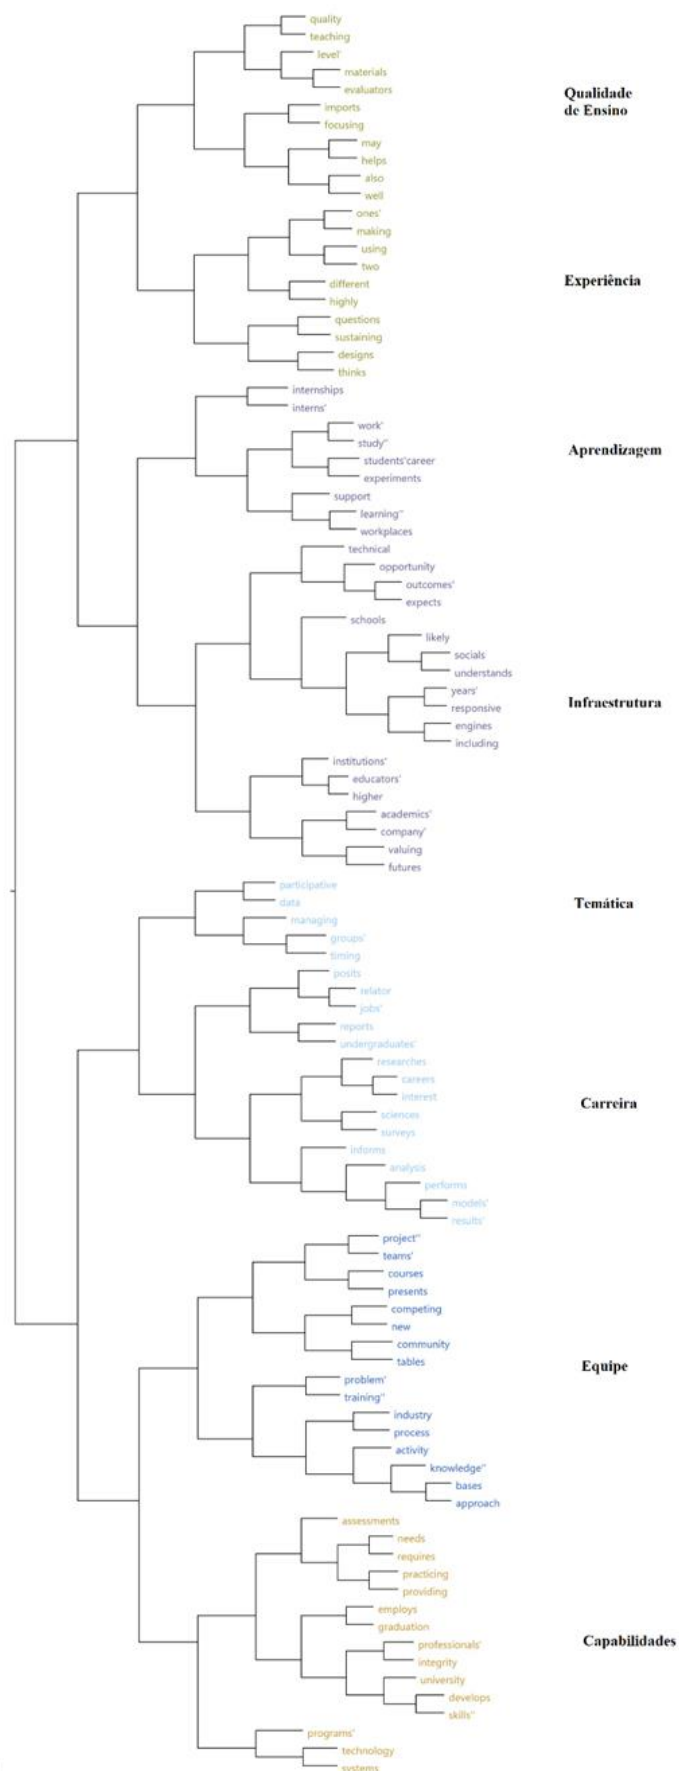 quality
teaching
level'
materials
evaluators
Qualidade
de Ensino
imports
focusing
may
helps
also
well
ones'
making
using
two
different
Experiência
highly
questions
sustaining
designs
thinks
internships
interns'
work'
study''
Aprendizagem
students'career
experiments
support
learning''
workplaces
technical
opportunity
outcomes'
expects
schools
likely
socials
understands
years'
Infraestrutura
responsive
engines
including
institutions'
educators'
higher
academics'
company'
valuing
futures
participative
data
Temática
managing
groups'
timing
posits
relator
jobs'
reports
undergraduates'
researches
careers
interest
Carreira
sciences
surveys
informs
analysis
performs
models'
results'
project''
teams'
courses
presents
competing
new
community
tables
Equipe
problem'
training''
industry
process
activity
knowledge''
bases
approach
assessments
needs
requires
practicing
providing
employs
graduation
professionals'
Capabilidades
integrity
university
develops
skills''
programs'
technology
systems